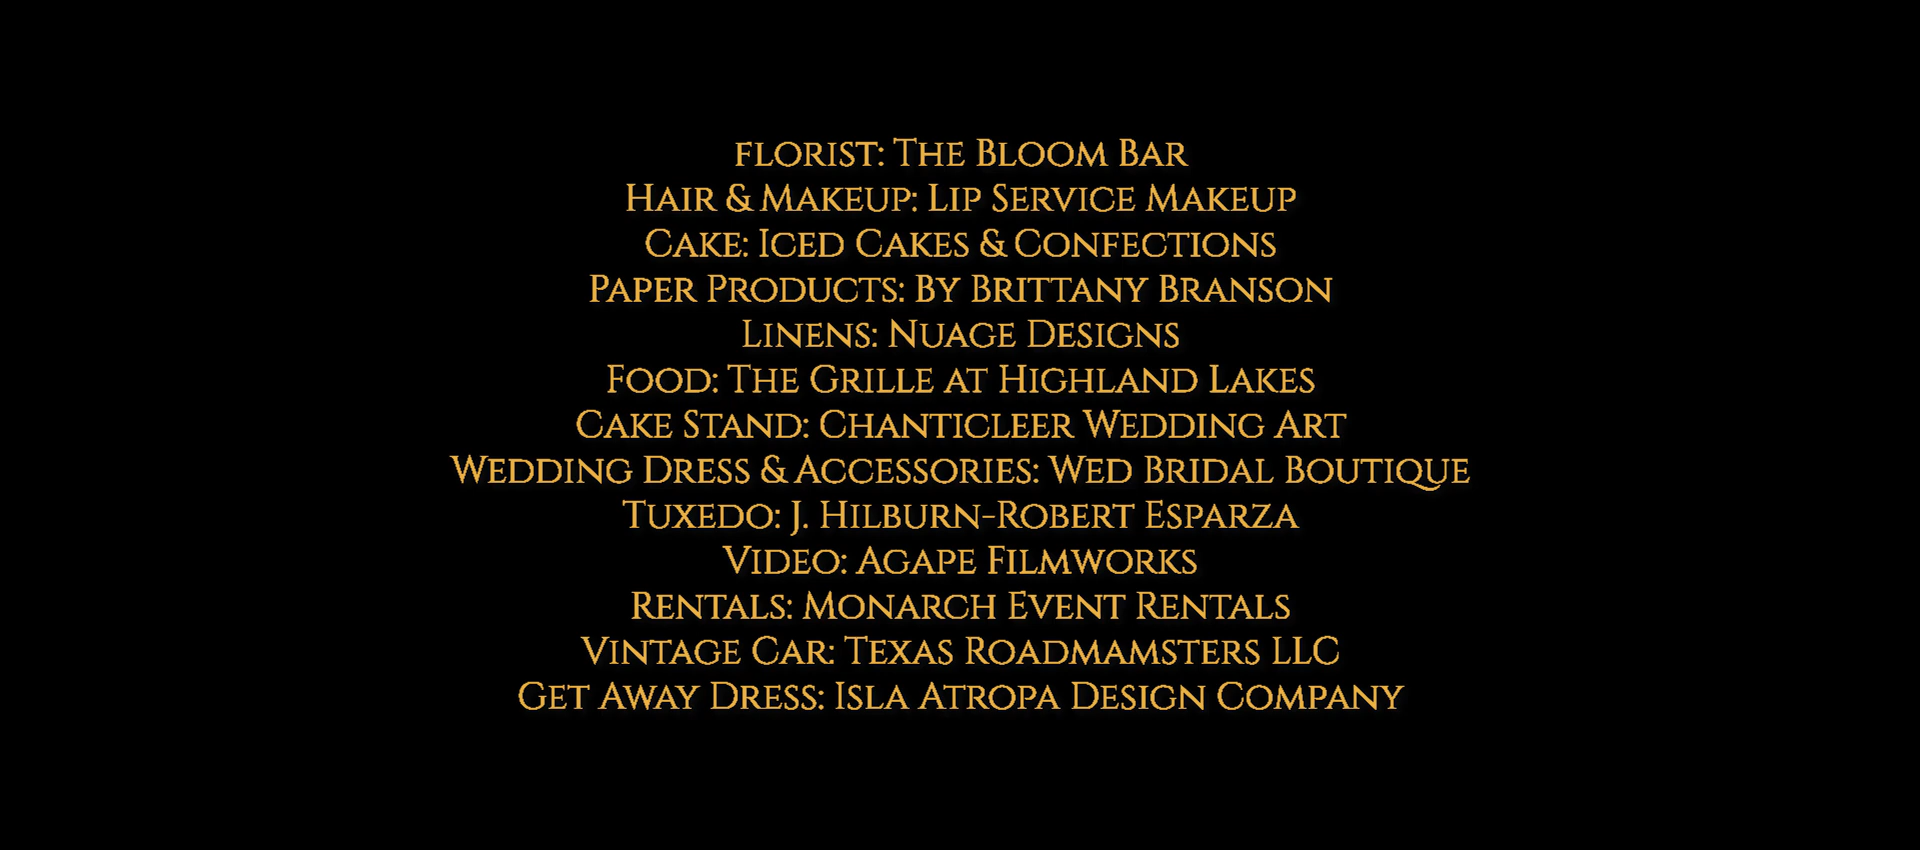 florist: The Bloom Bar
Hair & Makeup: Lip Service Makeup
Cake: Iced Cakes & Confections
Paper Products: By Brittany Branson
Linens: Nuage Designs
Food: The Grille at Highland Lakes
Cake Stand: Chanticleer Wedding Art
Wedding Dress & Accessories: Wed Bridal Boutique
Tuxedo: J. Hilburn-Robert Esparza
Video: Agape Filmworks
Rentals: Monarch Event Rentals
Vintage Car: Texas Roadmamsters LLC
Get Away Dress: Isla Atropa Design Company